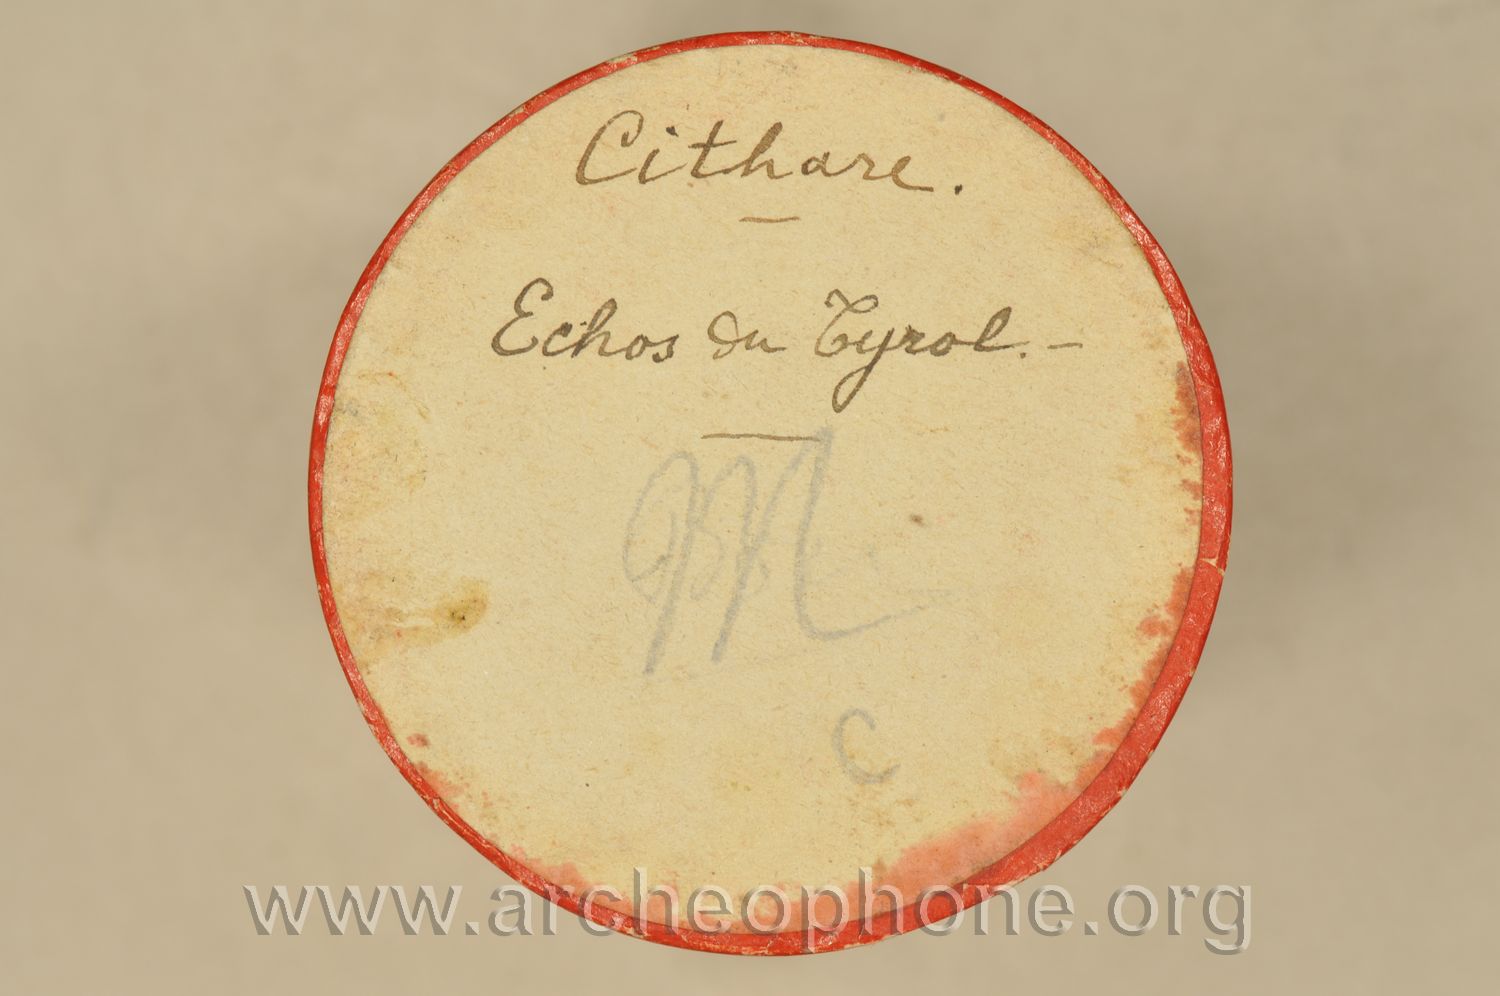 Cithare.
Echos du Tyrol. -
C
www.archeophone.org